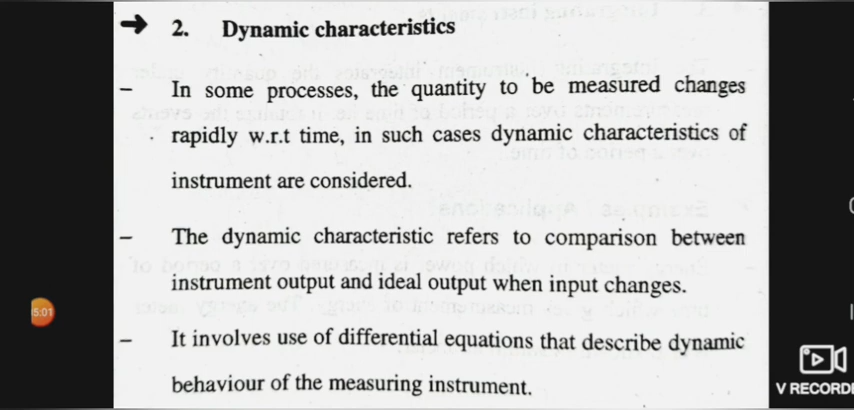 → 2. Dynamic characteristics
– In some processes, the quantity to be measured changes
rapidly w.r.t time, in such cases dynamic characteristics of
instrument are considered.
– The dynamic characteristic refers to comparison between
instrument output and ideal output when input changes.
– It involves use of differential equations that describe dynamic
behaviour of the measuring instrument.
5:01
V RECORD